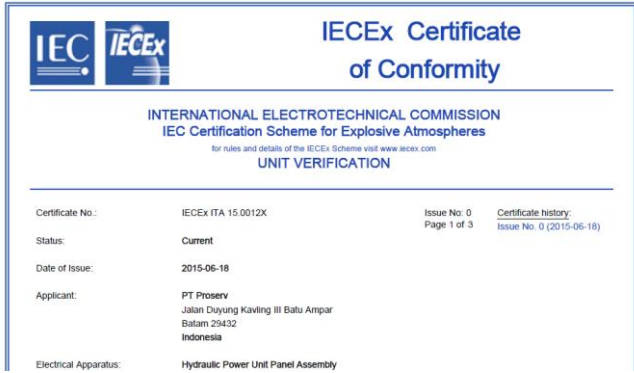 IEC IECEx
IECEx Certificate
of Conformity
INTERNATIONAL ELECTROTECHNICAL COMMISSION
IEC Certification Scheme for Explosive Atmospheres
for rules and details of the IECEx Scheme visit www.iecex.com
UNIT VERIFICATION
Certificate No.: IECEx ITA 15.0012X Issue No: 0 Certificate history:
Page 1 of 3 Issue No. 0 (2015-06-18)
Status: Current
Date of Issue: 2015-06-18
Applicant: PT Proserv
Jalan Duyung Kavling III Batu Ampar
Batam 29432
Indonesia
Electrical Apparatus: Hydraulic Power Unit Panel Assembly